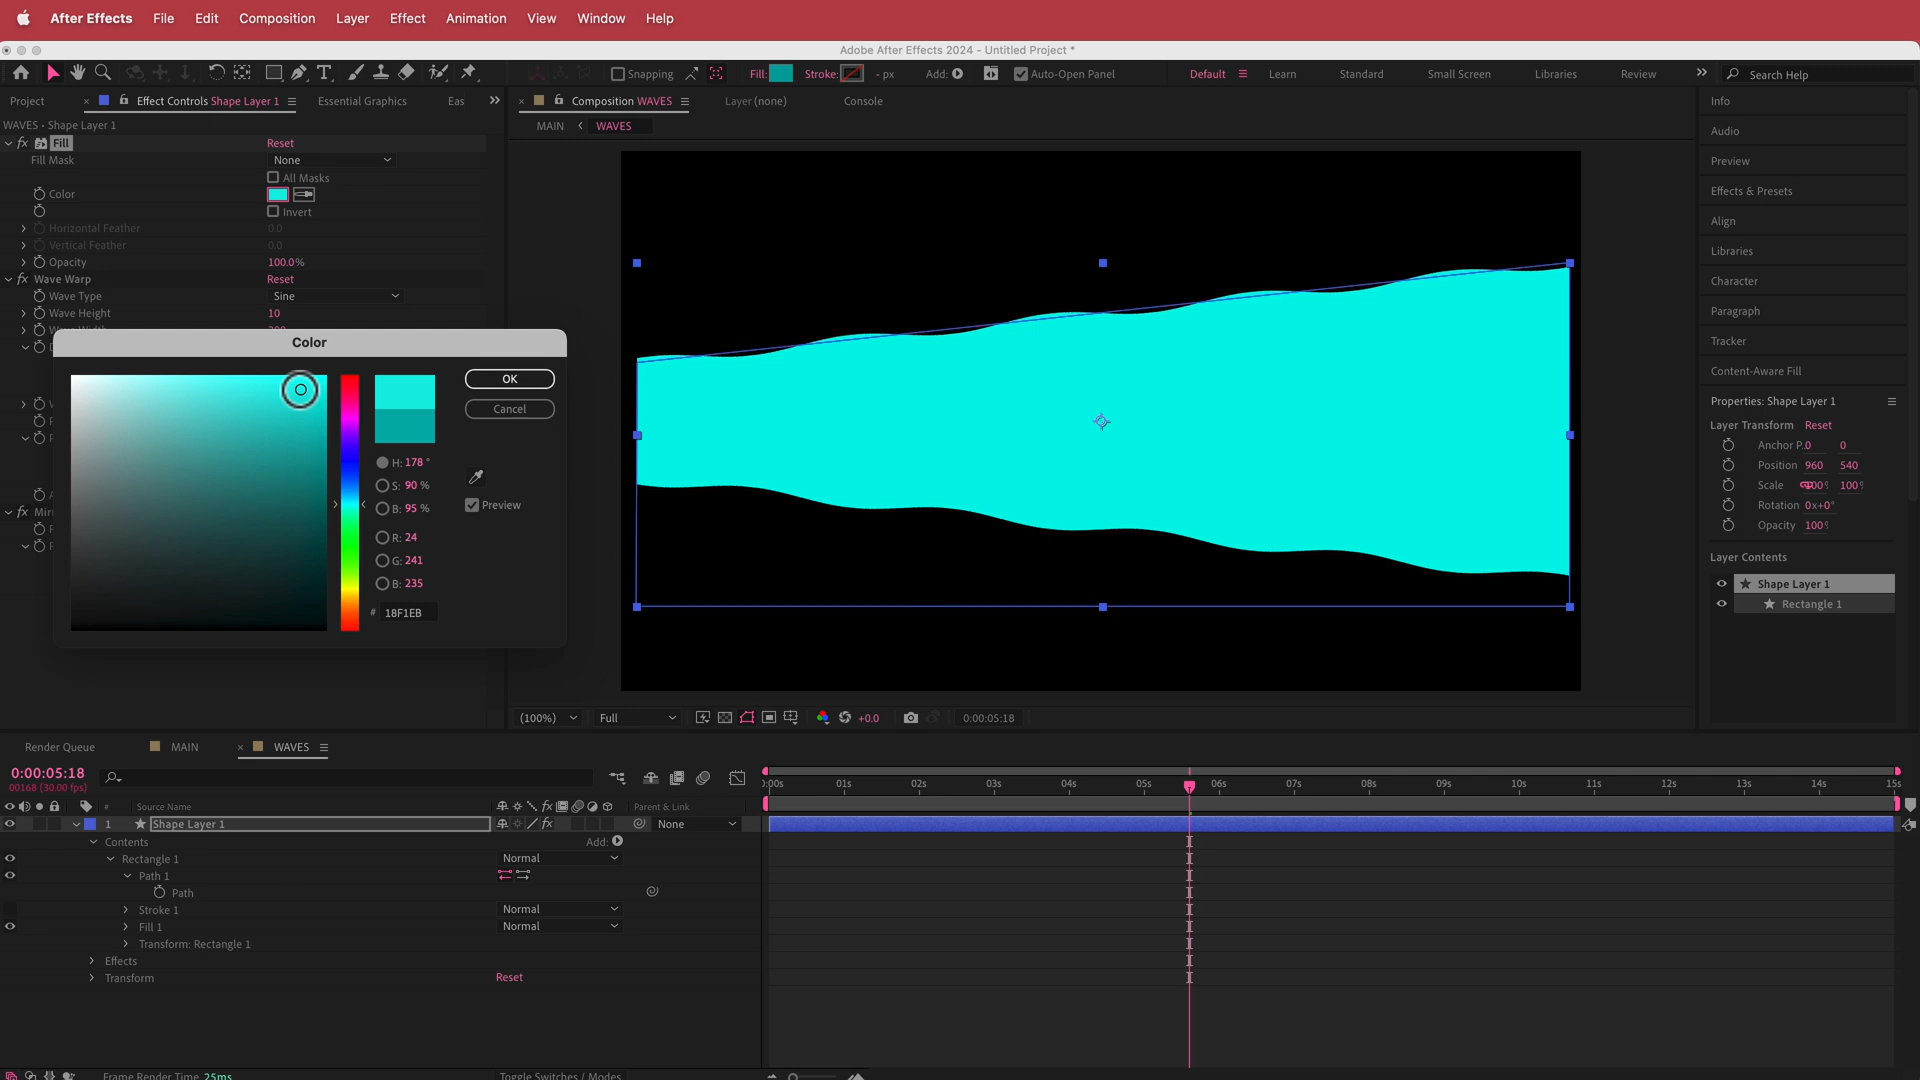 After Effects File Edit Composition Layer Effect Animation View Window Help
Adobe After Effects 2024 - Untitled Project *
Snapping Fill: Stroke: - px Add: Auto-Open Panel Default Learn Standard Small Screen Libraries Review Search Help
Project Effect Controls Shape Layer 1 Essential Graphics Eas Composition WAVES Layer (none) Console
WAVES • Shape Layer 1
MAIN WAVES
fx Fill Reset
Fill Mask None
All Masks
Color
Invert
Horizontal Feather 0.0
Vertical Feather 0.0
Opacity 100.0%
fx Wave Warp Reset
Wave Type Sine
Wave Height 10
Color
OK
Cancel
H: 178 °
S: 90 %
B: 95 %
Preview
R: 24
G: 241
B: 235
# 18F1EB
fx Mir
Info
Audio
Preview
Effects & Presets
Align
Libraries
Character
Paragraph
Tracker
Content-Aware Fill
Properties: Shape Layer 1
Layer Transform Reset
Anchor P.. 0 0
Position 960 540
Scale 100%
Rotation 0x+0°
Opacity 100%
Layer Contents
Shape Layer 1
Rectangle 1
(100%) Full +0.0 0:00:05:18
Render Queue MAIN WAVES
0:00:05:18
00168 (30.00 fps)
:00s 01s 02s 03s 04s 05s 06s 07s 08s 09s 10s 11s 12s 13s 14s 15s
# Source Name fx Parent & Link
1 Shape Layer 1 fx None
Contents Add:
Rectangle 1 Normal
Path 1
Path
Stroke 1 Normal
Fill 1 Normal
Transform: Rectangle 1
Effects
Transform Reset
Frame Render Time 25ms Toggle Switches / Modes